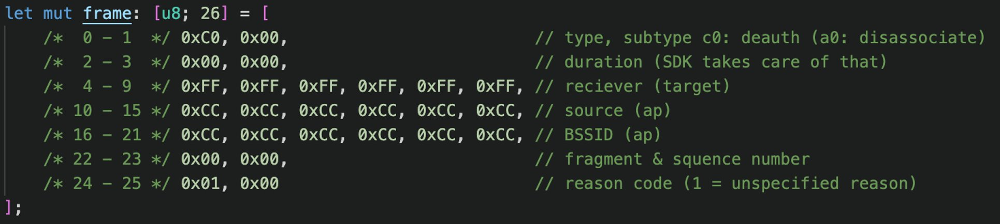 let mut frame: [u8; 26] = [
    /*  0 - 1  */ 0xC0, 0x00,                         // type, subtype c0: deauth (a0: disassociate)
    /*  2 - 3  */ 0x00, 0x00,                         // duration (SDK takes care of that)
    /*  4 - 9  */ 0xFF, 0xFF, 0xFF, 0xFF, 0xFF, 0xFF, // reciever (target)
    /* 10 - 15 */ 0xCC, 0xCC, 0xCC, 0xCC, 0xCC, 0xCC, // source (ap)
    /* 16 - 21 */ 0xCC, 0xCC, 0xCC, 0xCC, 0xCC, 0xCC, // BSSID (ap)
    /* 22 - 23 */ 0x00, 0x00,                         // fragment & squence number
    /* 24 - 25 */ 0x01, 0x00                          // reason code (1 = unspecified reason)
];